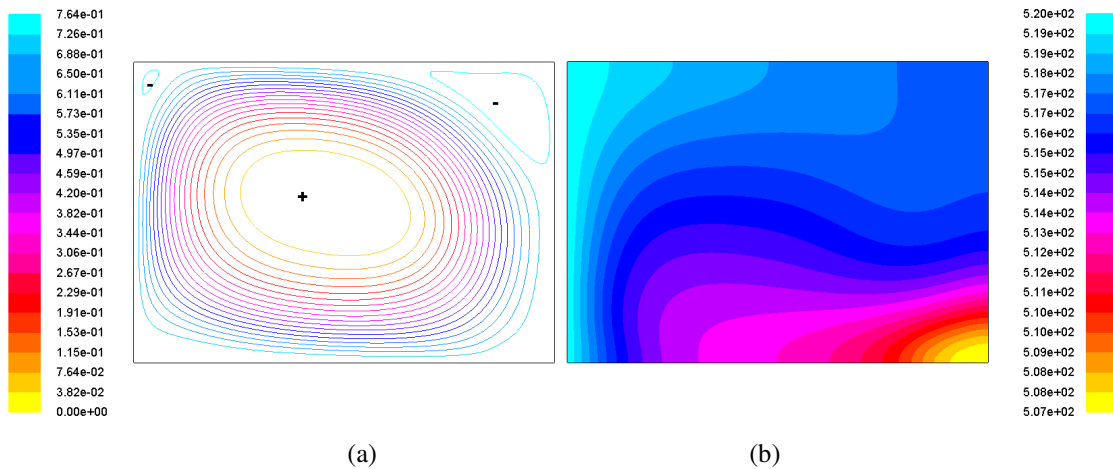 7.64e-01
7.26e-01
6.88e-01
6.50e-01
6.11e-01
5.73e-01
5.35e-01
4.97e-01
4.59e-01
4.20e-01
3.82e-01
3.44e-01
3.06e-01
2.67e-01
2.29e-01
1.91e-01
1.53e-01
1.15e-01
7.64e-02
3.82e-02
0.00e+00
-
-
+
5.20e+02
5.19e+02
5.19e+02
5.18e+02
5.17e+02
5.17e+02
5.16e+02
5.15e+02
5.15e+02
5.14e+02
5.14e+02
5.13e+02
5.12e+02
5.12e+02
5.11e+02
5.10e+02
5.10e+02
5.09e+02
5.08e+02
5.08e+02
5.07e+02
(a)
(b)